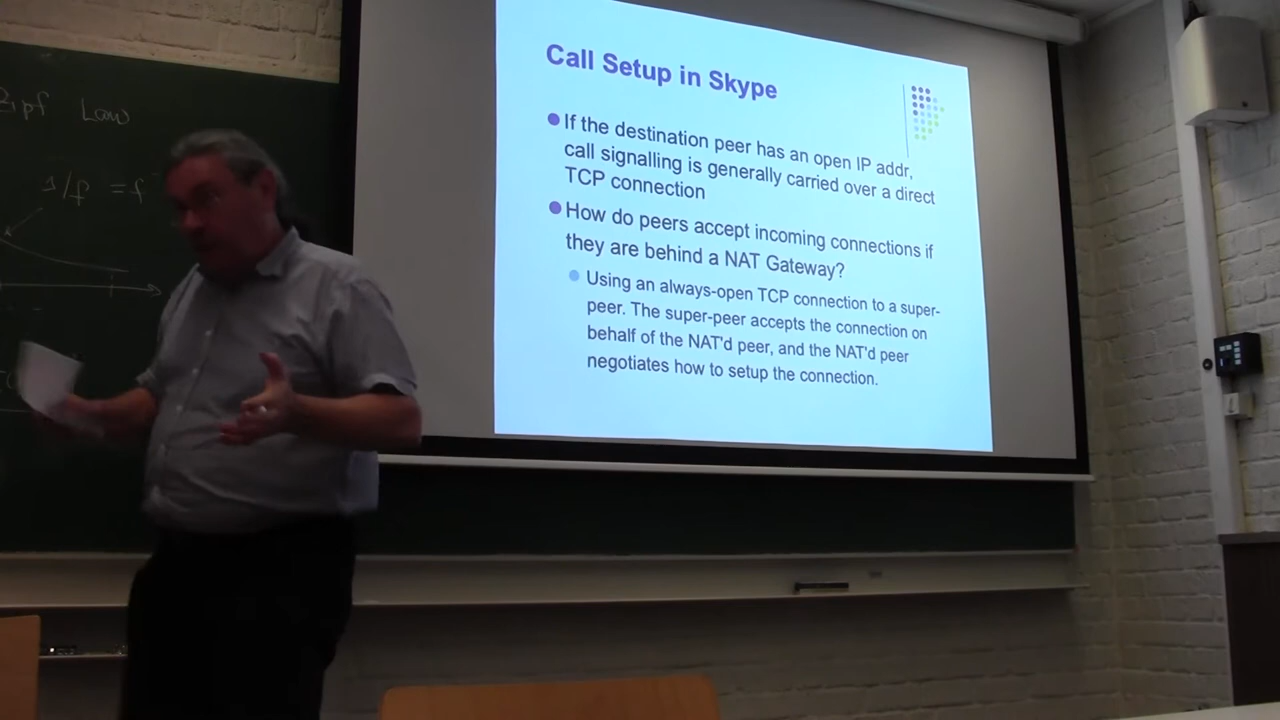 Zipf Law
1/f = f
Call Setup in Skype
If the destination peer has an open IP addr,
call signalling is generally carried over a direct
TCP connection
How do peers accept incoming connections if
they are behind a NAT Gateway?
Using an always-open TCP connection to a super-
peer. The super-peer accepts the connection on
behalf of the NAT'd peer, and the NAT'd peer
negotiates how to setup the connection.